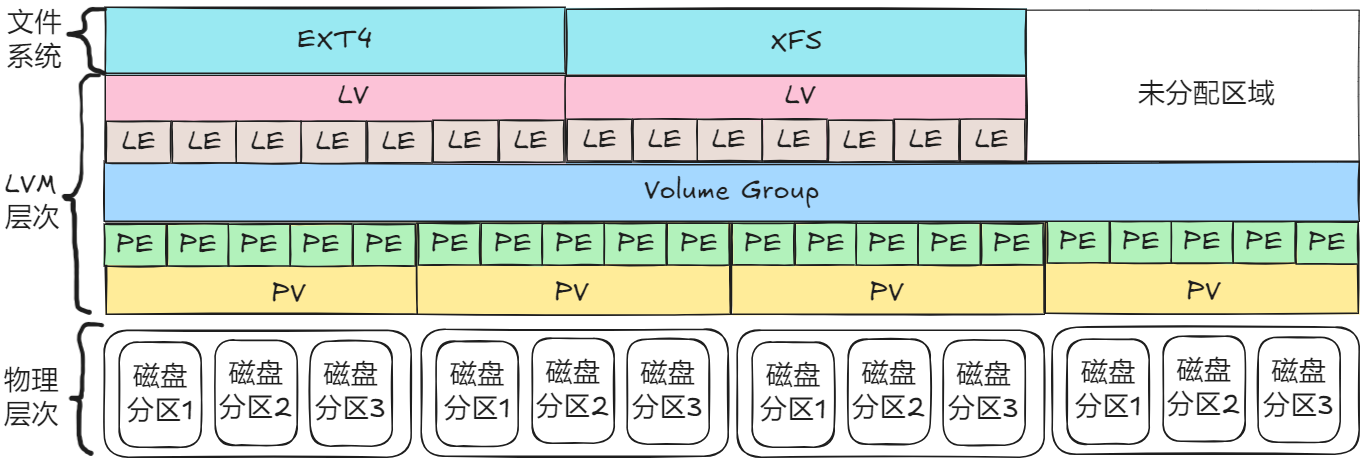 文件
系统
EXT4
XFS
未分配区域
LVM
层次
LV
LV
LE LE LE LE LE LE LE LE LE LE LE LE LE LE
Volume Group
PE PE PE PE PE PE PE PE PE PE PE PE PE PE PE PE PE PE PE PE
PV
PV
PV
PV
物理
层次
磁盘
分区1
磁盘
分区2
磁盘
分区3
磁盘
分区1
磁盘
分区2
磁盘
分区3
磁盘
分区1
磁盘
分区2
磁盘
分区3
磁盘
分区1
磁盘
分区2
磁盘
分区3